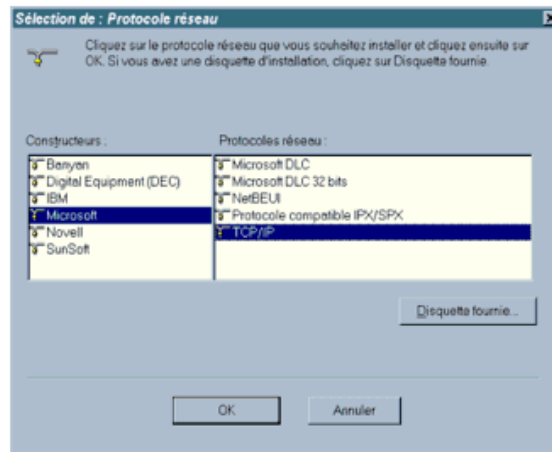 Sélection de : Protocole réseau
Cliquez sur le protocole réseau que vous souhaitez installer et cliquez ensuite sur
OK. Si vous avez une disquette d'installation, cliquez sur Disquette fournie.
Constructeurs :
Banyan
Digital Equipment (DEC)
IBM
Microsoft
Novell
SunSoft
Protocoles réseau :
Microsoft DLC
Microsoft DLC 32 bits
NetBEUI
Protocole compatible IPX/SPX
TCP/IP
Disquette fournie...
OK
Annuler